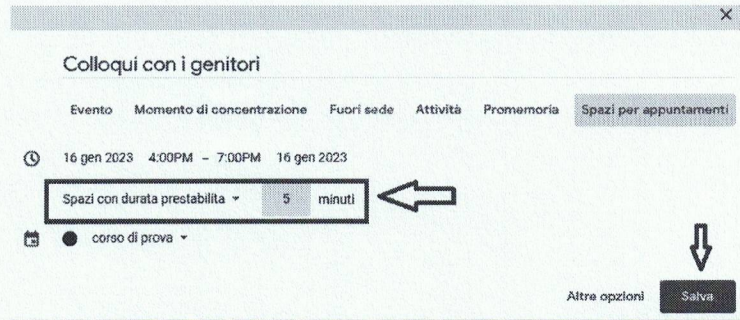 Colloqui con i genitori
Evento Momento di concentrazione Fuori sede Attività Promemoria Spazi per appuntamenti
16 gen 2023 4:00PM – 7:00PM 16 gen 2023
Spazi con durata prestabilita 5 minuti
corso di prova
Altre opzioni Salva